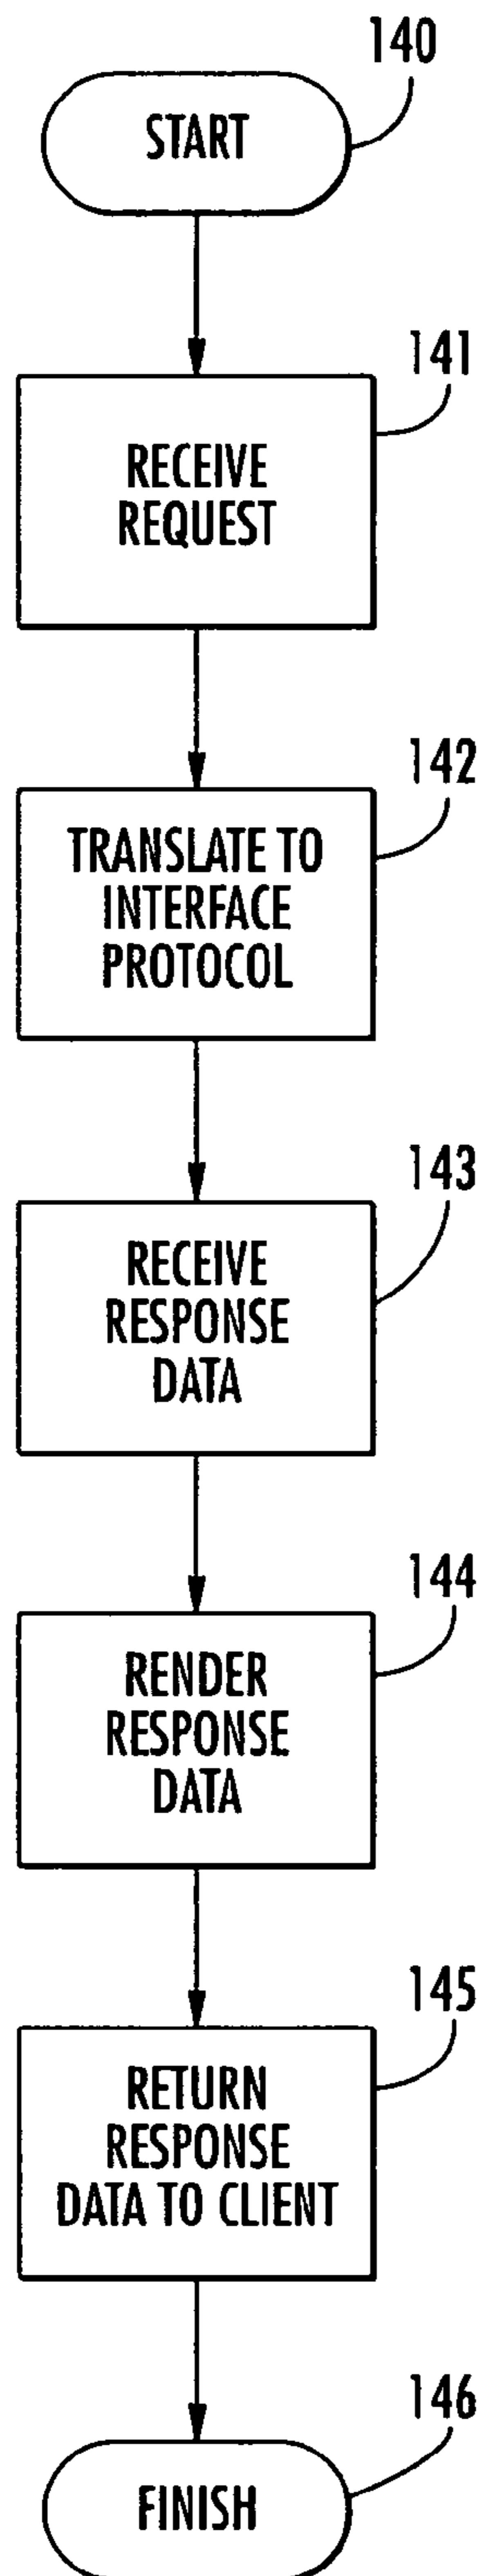 140
START
141
RECEIVE
REQUEST
142
TRANSLATE TO
INTERFACE
PROTOCOL
143
RECEIVE
RESPONSE
DATA
144
RENDER
RESPONSE
DATA
145
RETURN
RESPONSE
DATA TO CLIENT
146
FINISH